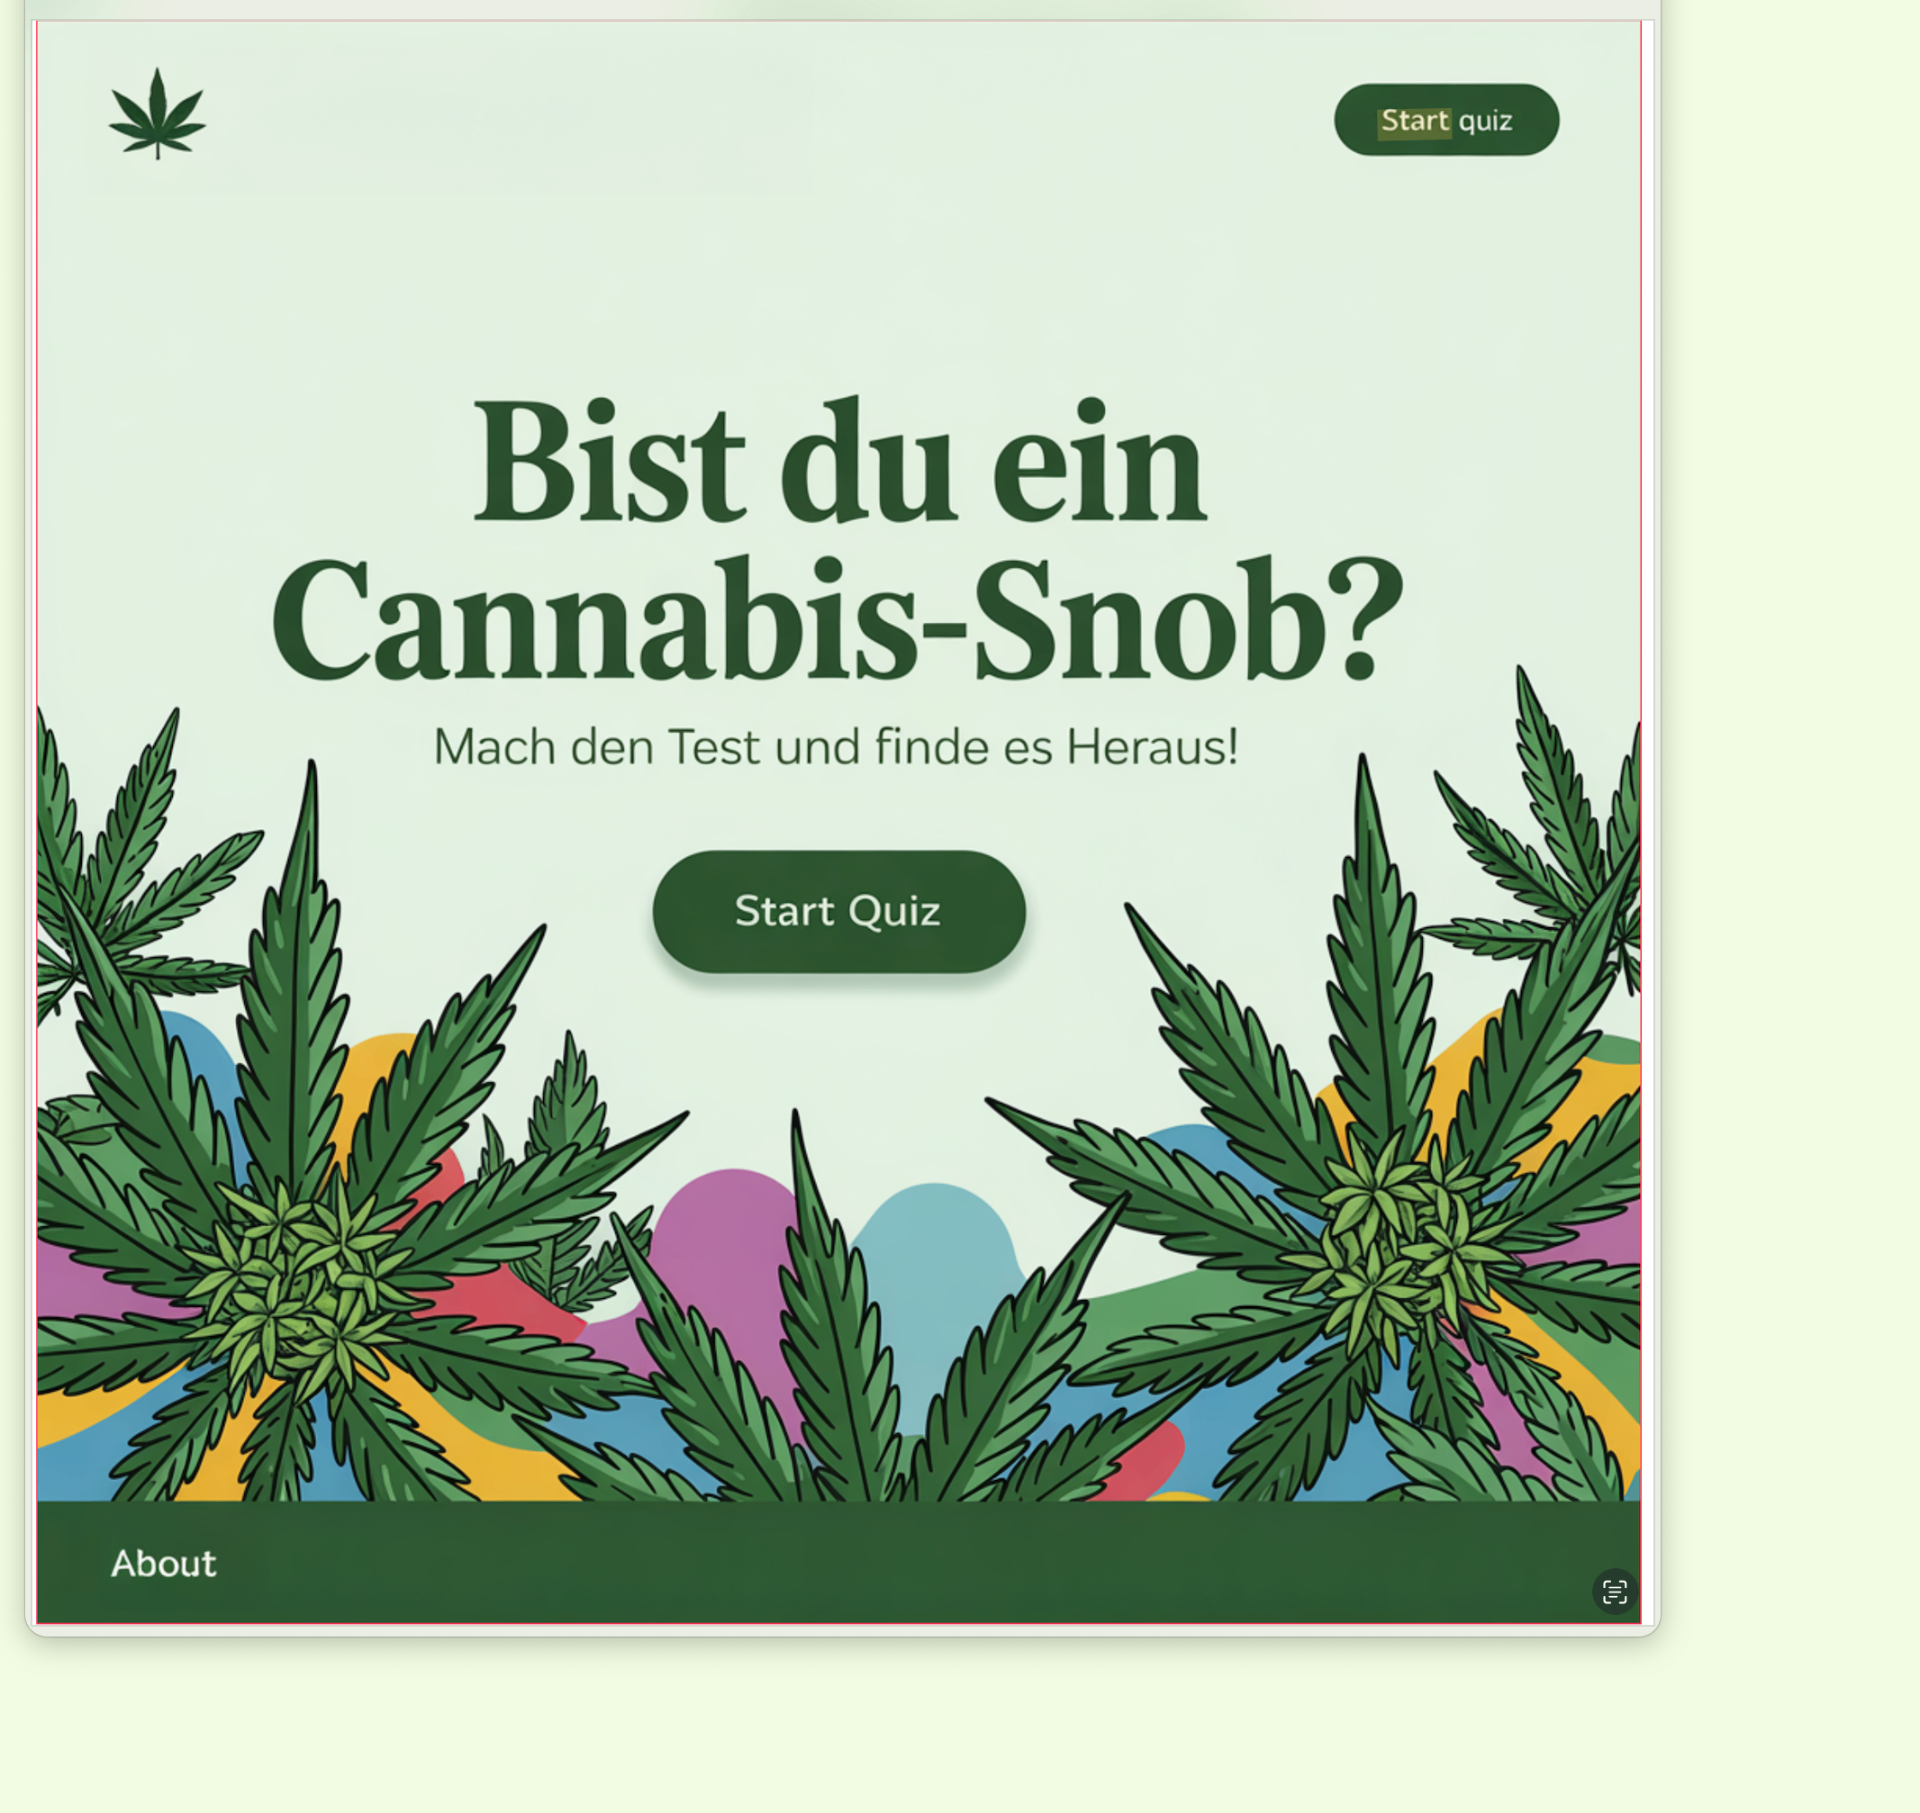 Start quiz
Bist du ein
Cannabis-Snob?
Mach den Test und finde es Heraus!
Start Quiz
About